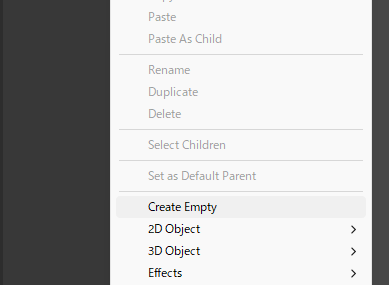 Paste
Paste As Child
Rename
Duplicate
Delete
Select Children
Set as Default Parent
Create Empty
2D Object
3D Object
Effects